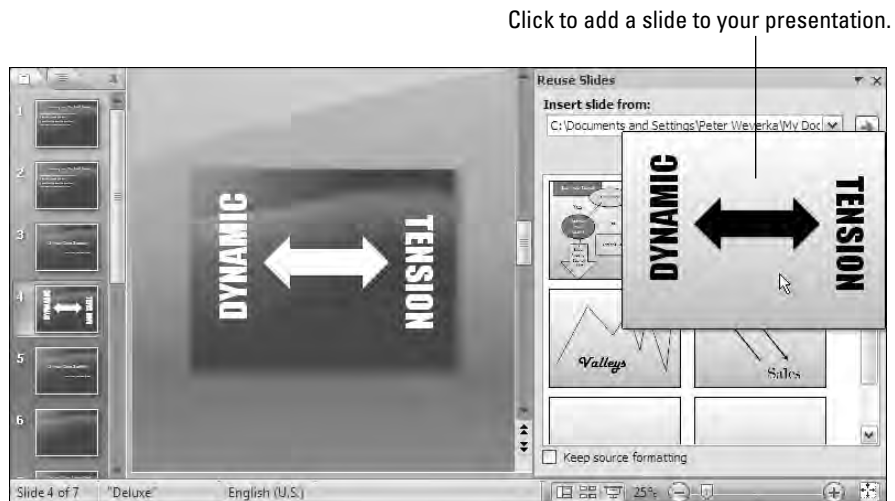 Click to add a slide to your presentation.
Reuse Slides
Insert slide from:
C:\Documents and Settings\Peter Weverka\My Doc
1
2
3
4
5
6
DYNAMIC
TENSION
DYNAMIC
TENSION
DYNAMIC
Valleys
Sales
Keep source formatting
Slide 4 of 7
"Deluxe"
English (U.S.)
25%